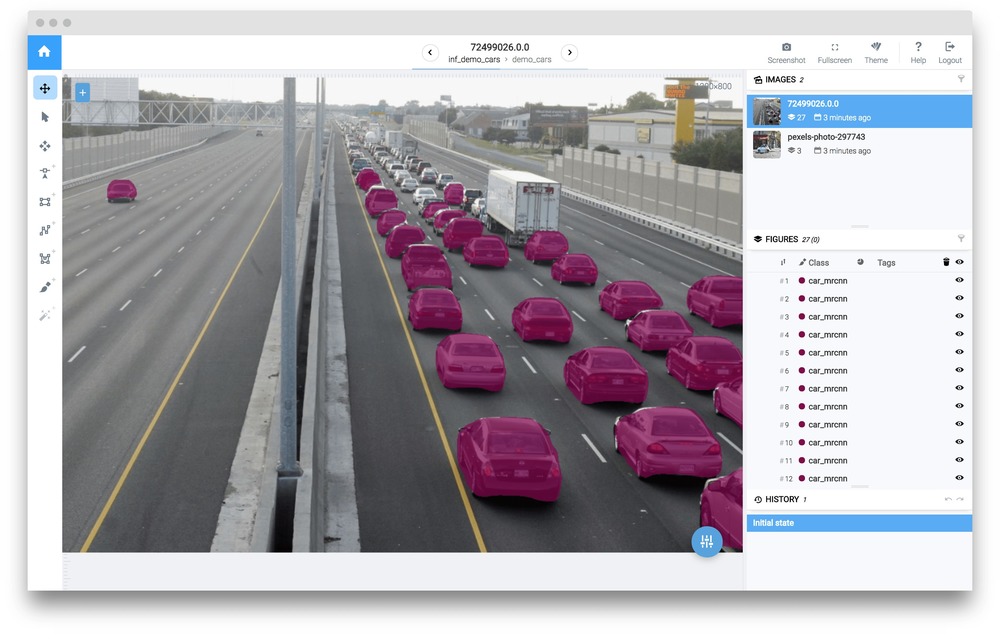 72499026.0.0
inf_demo_cars › demo_cars
Screenshot
Fullscreen
Theme
Help
Logout
IMAGES 2
72499026.0.0
27 3 minutes ago
pexels-photo-297743
3 3 minutes ago
FIGURES 27 (0)
Class Tags
#1 car_mrcnn
#2 car_mrcnn
#3 car_mrcnn
#4 car_mrcnn
#5 car_mrcnn
#6 car_mrcnn
#7 car_mrcnn
#8 car_mrcnn
#9 car_mrcnn
#10 car_mrcnn
#11 car_mrcnn
#12 car_mrcnn
HISTORY 1
Initial state